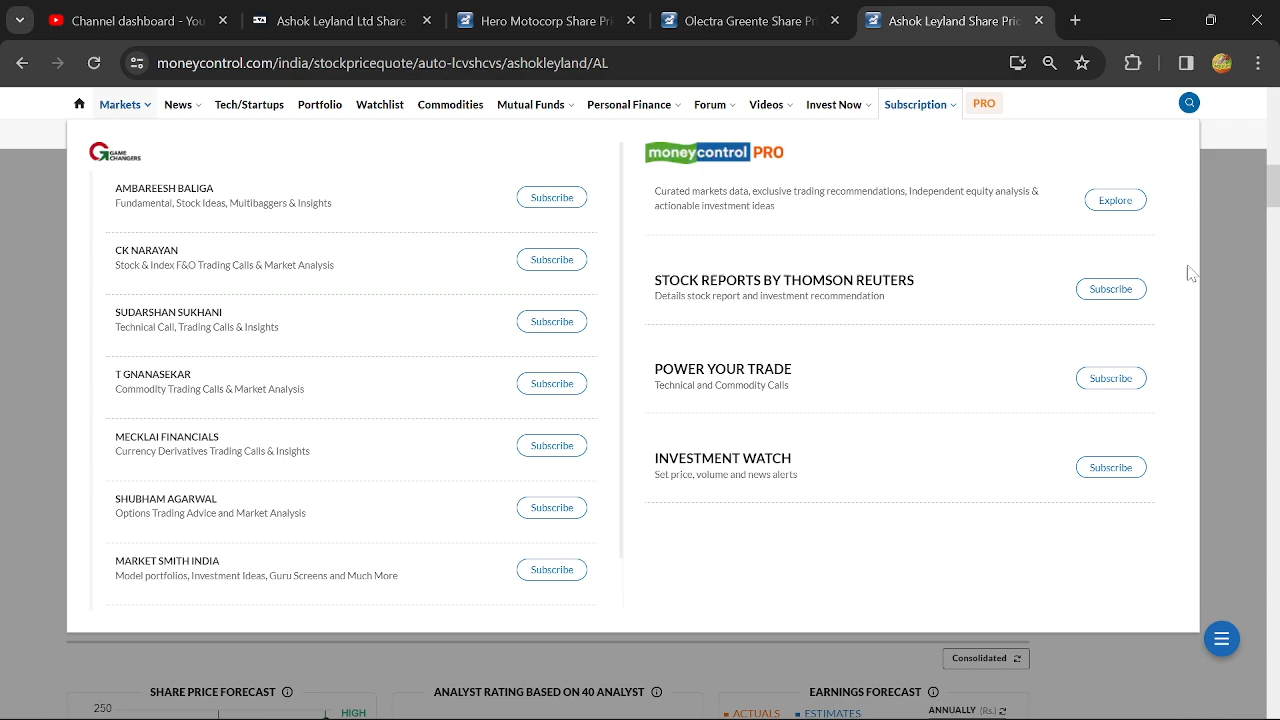 Channel dashboard - You
Ashok Leyland Ltd Share
Hero Motocorp Share Pri
Olectra Greente Share Pr
Ashok Leyland Share Pric
moneycontrol.com/india/stockpricequote/auto-lcvshcvs/ashokleyland/AL
Markets News Tech/Startups Portfolio Watchlist Commodities Mutual Funds Personal Finance Forum Videos Invest Now Subscription PRO
GAME CHANGERS
AMBAREESH BALIGA
Fundamental, Stock Ideas, Multibaggers & Insights
Subscribe
CK NARAYAN
Stock & Index F&O Trading Calls & Market Analysis
Subscribe
SUDARSHAN SUKHANI
Technical Call, Trading Calls & Insights
Subscribe
T GNANASEKAR
Commodity Trading Calls & Market Analysis
Subscribe
MECKLAI FINANCIALS
Currency Derivatives Trading Calls & Insights
Subscribe
SHUBHAM AGARWAL
Options Trading Advice and Market Analysis
Subscribe
MARKET SMITH INDIA
Model portfolios, Investment Ideas, Guru Screens and Much More
Subscribe
moneycontrol PRO
Curated markets data, exclusive trading recommendations, Independent equity analysis &
actionable investment ideas
Explore
STOCK REPORTS BY THOMSON REUTERS
Details stock report and investment recommendation
Subscribe
POWER YOUR TRADE
Technical and Commodity Calls
Subscribe
INVESTMENT WATCH
Set price, volume and news alerts
Subscribe
Consolidated
SHARE PRICE FORECAST
250
HIGH
ANALYST RATING BASED ON 40 ANALYST
EARNINGS FORECAST
ACTUALS ESTIMATES ANNUALLY (Rs.)